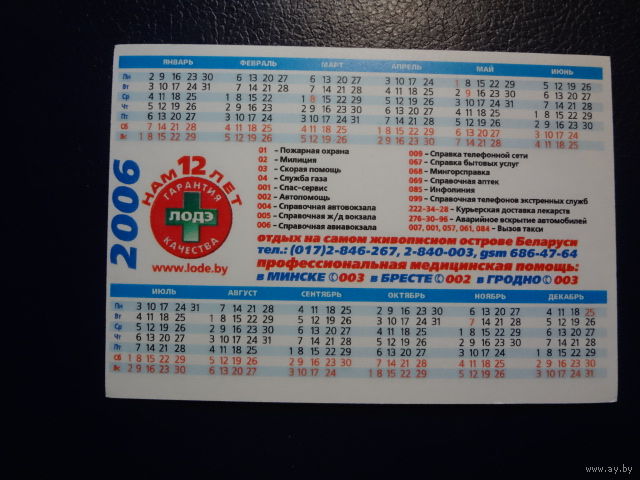 ЯНВАРЬ ФЕВРАЛЬ МАРТ АПРЕЛЬ МАЙ ИЮНЬ
Пн 2 9 16 23 30 6 13 20 27 6 13 20 27 3 10 17 24 1 8 15 22 29 5 12 19 26
Вт 3 10 17 24 31 7 14 21 28 7 14 21 28 4 11 18 25 2 9 16 23 30 6 13 20 27
Ср 4 11 18 25 1 8 15 22 1 8 15 22 29 5 12 19 26 3 10 17 24 31 7 14 21 28
Чт 5 12 19 26 2 9 16 23 2 9 16 23 30 6 13 20 27 4 11 18 25 1 8 15 22 29
Пт 6 13 20 27 3 10 17 24 3 10 17 24 31 7 14 21 28 5 12 19 26 2 9 16 23 30
Сб 7 14 21 28 4 11 18 25 4 11 18 25 1 8 15 22 29 6 13 20 27 3 10 17 24
Вс 1 8 15 22 29 5 12 19 26 5 12 19 26 2 9 16 23 30 7 14 21 28 4 11 18 25
2006
НАМ 12 ЛЕТ
ГАРАНТИЯ
ЛОДЭ
КАЧЕСТВА
www.lode.by
01 – Пожарная охрана
02 – Милиция
03 – Скорая помощь
04 – Служба газа
001 – Спас-сервис
002 – Автопомощь
004 – Справочная автовокзала
005 – Справочная ж/д вокзала
006 – Справочная авиавокзала
009 – Справка телефонной сети
067 – Справка бытовых услуг
068 – Мингорсправка
069 – Справочная аптек
085 – Инфолиния
099 – Справочная телефонов экстренных служб
222-34-28 – Курьерская доставка лекарств
276-30-96 – Аварийное вскрытие автомобилей
007, 001, 057, 061, 084 – Вызов такси
отдых на самом живописном острове Беларуси
тел.: (017)2-846-267, 2-840-003, gsm 686-47-64
профессиональная медицинская помощь:
в МИНСКЕ ✆003 в БРЕСТЕ ✆002 в ГРОДНО ✆003
ИЮЛЬ АВГУСТ СЕНТЯБРЬ ОКТЯБРЬ НОЯБРЬ ДЕКАБРЬ
Пн 3 10 17 24 31 7 14 21 28 4 11 18 25 2 9 16 23 30 6 13 20 27 4 11 18 25
Вт 4 11 18 25 1 8 15 22 29 5 12 19 26 3 10 17 24 31 7 14 21 28 5 12 19 26
Ср 5 12 19 26 2 9 16 23 30 6 13 20 27 4 11 18 25 1 8 15 22 29 6 13 20 27
Чт 6 13 20 27 3 10 17 24 31 7 14 21 28 5 12 19 26 2 9 16 23 30 7 14 21 28
Пт 7 14 21 28 4 11 18 25 1 8 15 22 29 6 13 20 27 3 10 17 24 1 8 15 22 29
Сб 1 8 15 22 29 5 12 19 26 2 9 16 23 30 7 14 21 28 4 11 18 25 2 9 16 23 30
Вс 2 9 16 23 30 6 13 20 27 3 10 17 24 1 8 15 22 29 5 12 19 26 3 10 17 24 31
www.ay.by